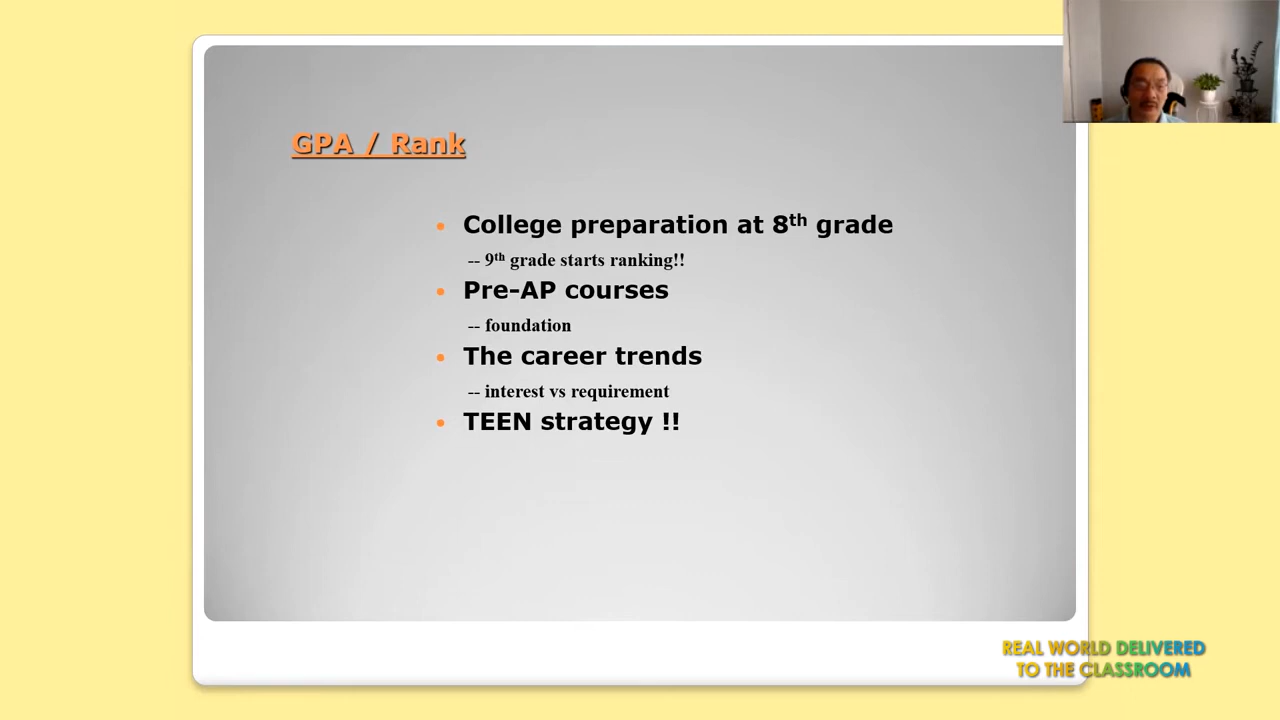 GPA / Rank
• College preparation at 8th grade
-- 9th grade starts ranking!!
• Pre-AP courses
-- foundation
• The career trends
-- interest vs requirement
• TEEN strategy !!
REAL WORLD DELIVERED
TO THE CLASSROOM